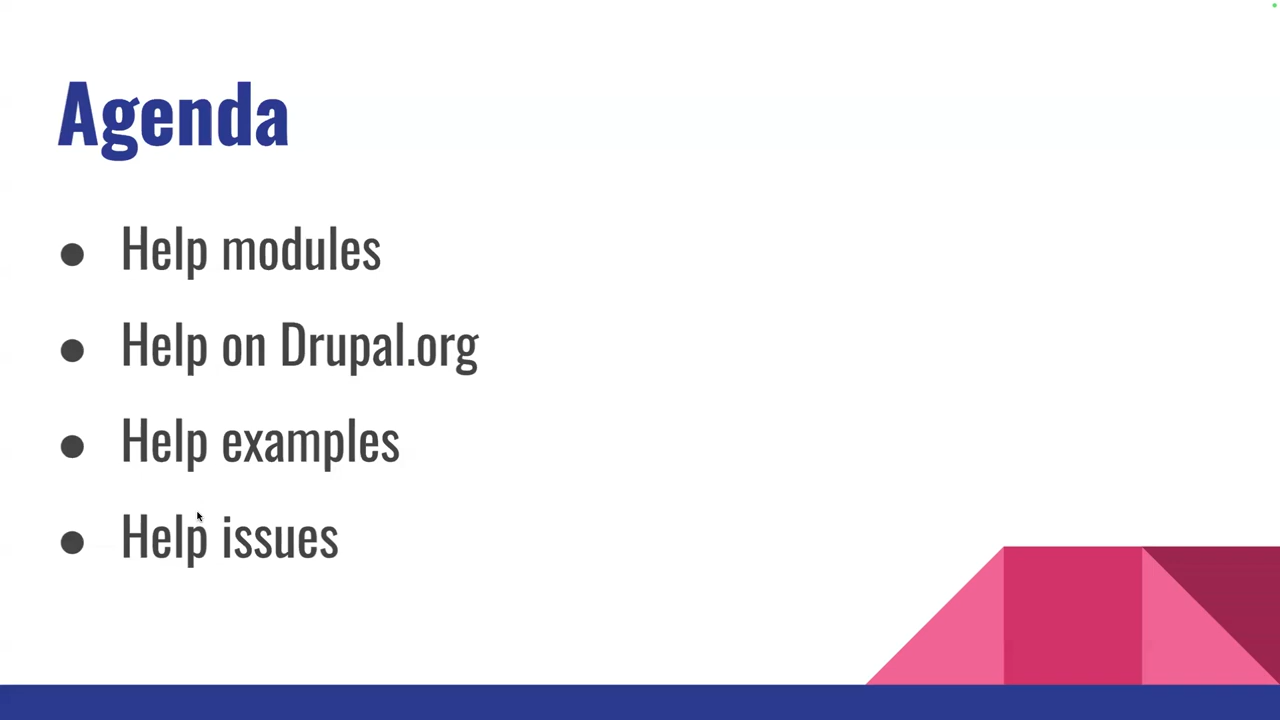 Agenda
● Help modules
● Help on Drupal.org
● Help examples
● Help issues